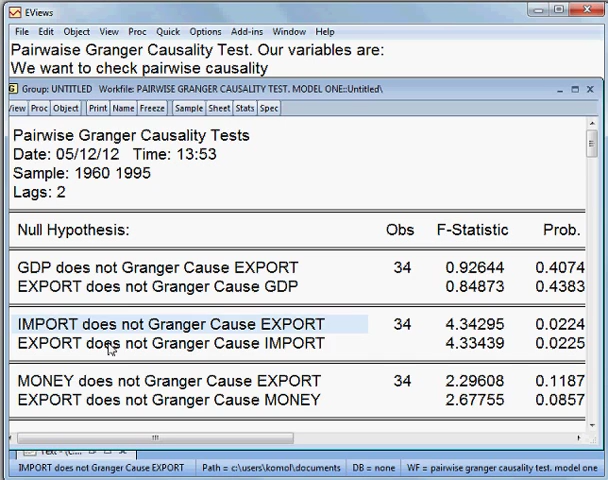 EViews
File Edit Object View Proc Quick Options Add-ins Window Help
Pairwaise Granger Causality Test. Our variables are:
We want to check pairwise causality
G Group: UNTITLED Workfile: PAIRWISE GRANGER CAUSALITY TEST. MODEL ONE::Untitled\
View Proc Object Print Name Freeze Sample Sheet Stats Spec
Pairwise Granger Causality Tests
Date: 05/12/12 Time: 13:53
Sample: 1960 1995
Lags: 2
Null Hypothesis: Obs F-Statistic Prob.
GDP does not Granger Cause EXPORT 34 0.92644 0.4074
EXPORT does not Granger Cause GDP 0.84873 0.4383
IMPORT does not Granger Cause EXPORT 34 4.34295 0.0224
EXPORT does not Granger Cause IMPORT 4.33439 0.0225
MONEY does not Granger Cause EXPORT 34 2.29608 0.1187
EXPORT does not Granger Cause MONEY 2.67755 0.0857
IMPORT does not Granger Cause EXPORT Path = c:\users\komol\documents DB = none WF = pairwise granger causality test. model one